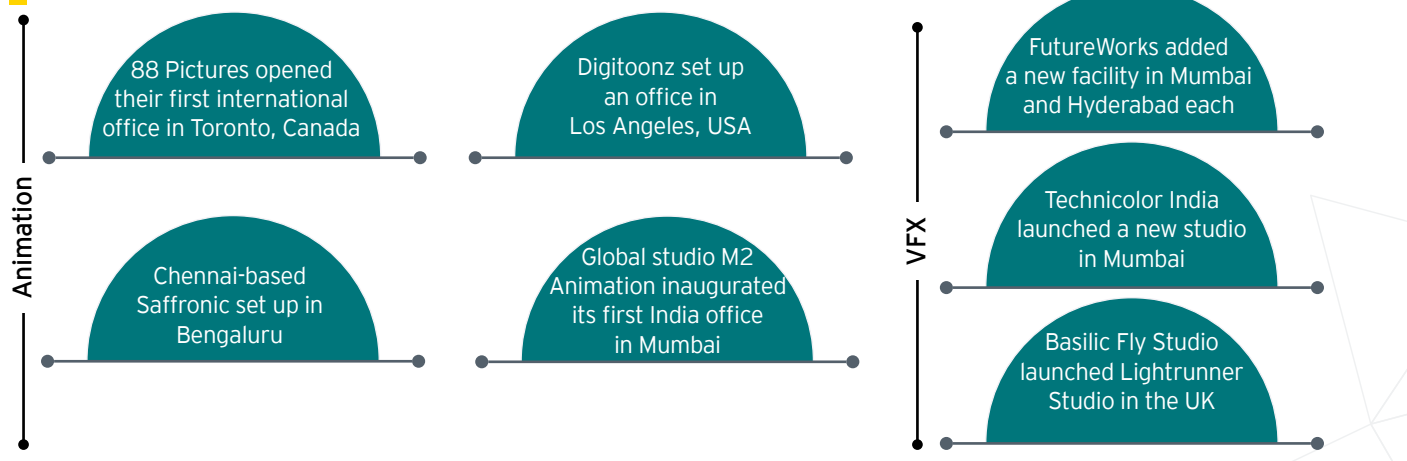 Animation
88 Pictures opened
their first international
office in Toronto, Canada
Digitoonz set up
an office in
Los Angeles, USA
Chennai-based
Saffronic set up in
Bengaluru
Global studio M2
Animation inaugurated
its first India office
in Mumbai
VFX
FutureWorks added
a new facility in Mumbai
and Hyderabad each
Technicolor India
launched a new studio
in Mumbai
Basilic Fly Studio
launched Lightrunner
Studio in the UK